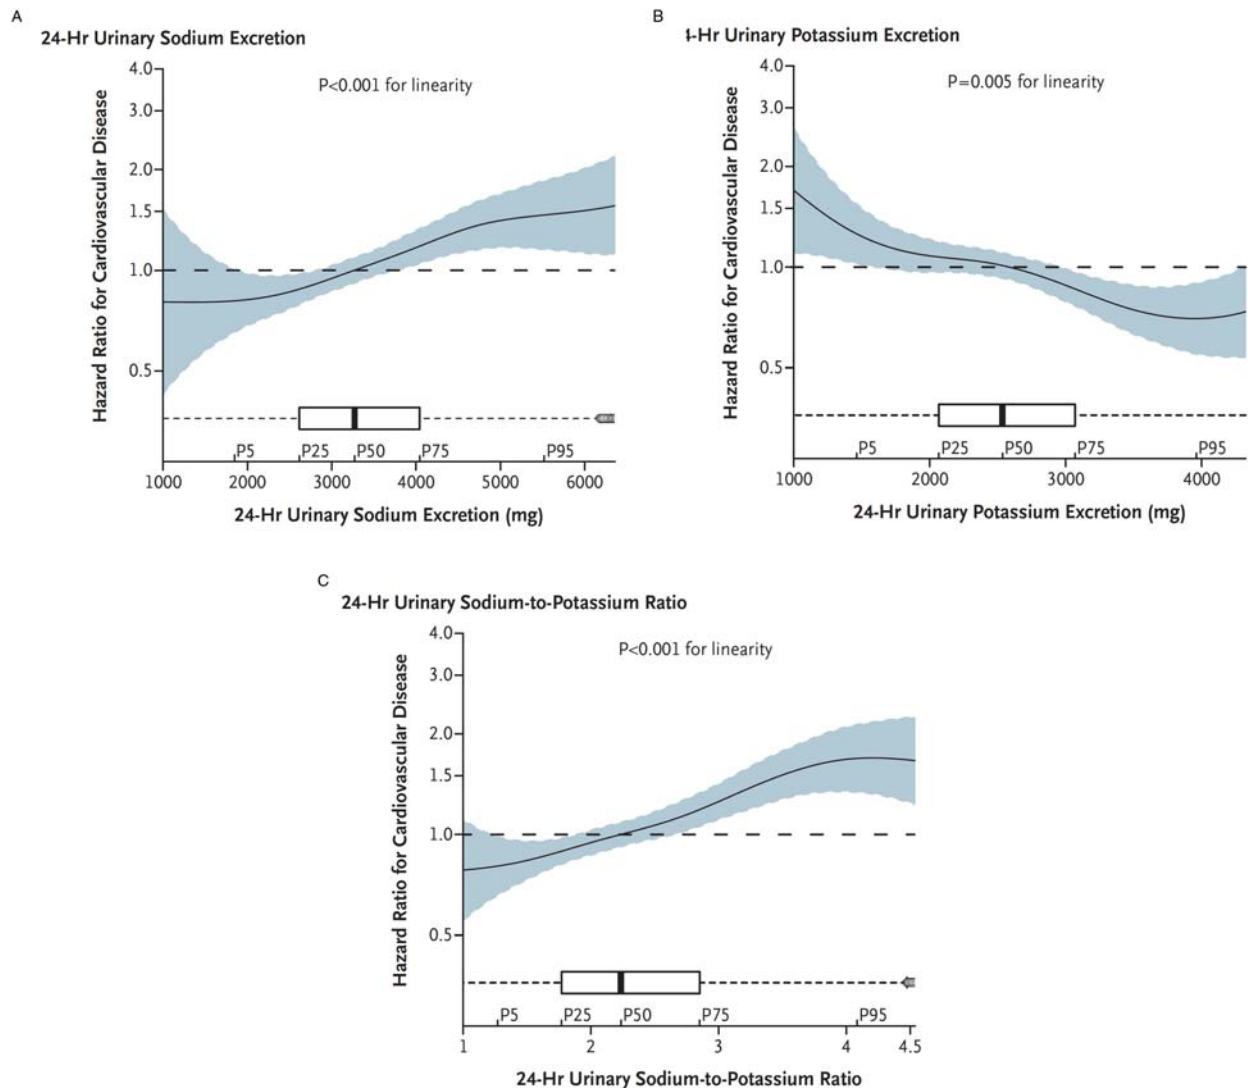 A
24-Hr Urinary Sodium Excretion
P<0.001 for linearity
Hazard Ratio for Cardiovascular Disease
4.0
3.0
2.0
1.5
1.0
0.5
P5 P25 P50 P75 P95
1000 2000 3000 4000 5000 6000
24-Hr Urinary Sodium Excretion (mg)
B
4-Hr Urinary Potassium Excretion
P=0.005 for linearity
Hazard Ratio for Cardiovascular Disease
4.0
3.0
2.0
1.5
1.0
0.5
P5 P25 P50 P75 P95
1000 2000 3000 4000
24-Hr Urinary Potassium Excretion (mg)
C
24-Hr Urinary Sodium-to-Potassium Ratio
P<0.001 for linearity
Hazard Ratio for Cardiovascular Disease
4.0
3.0
2.0
1.5
1.0
0.5
P5 P25 P50 P75 P95
1 2 3 4 4.5
24-Hr Urinary Sodium-to-Potassium Ratio